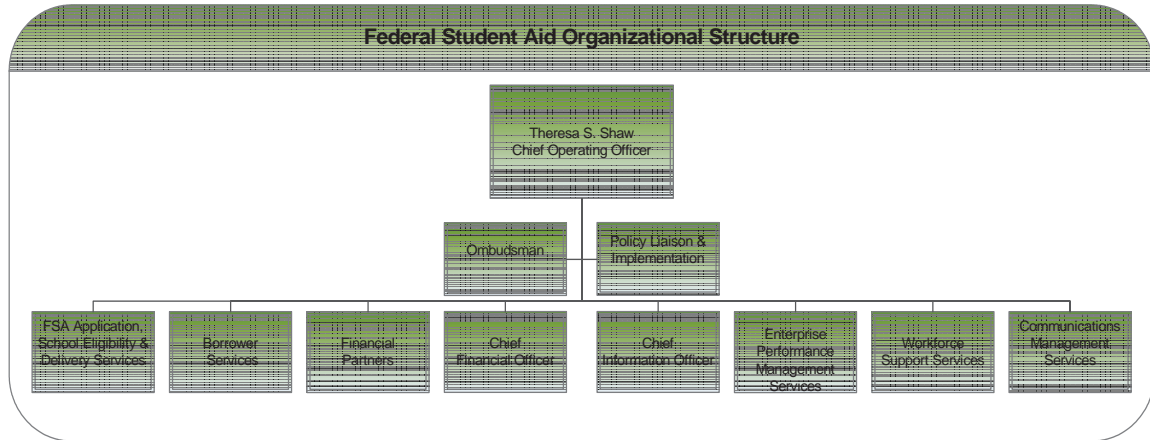 Federal Student Aid Organizational Structure
Theresa S. Shaw
Chief Operating Officer
Ombudsman
Policy Liaison &
Implementation
FSA Application,
School Eligibility &
Delivery Services
Borrower
Services
Financial
Partners
Chief
Financial Officer
Chief
Information Officer
Enterprise
Performance
Management
Services
Workforce
Support Services
Communications
Management
Services